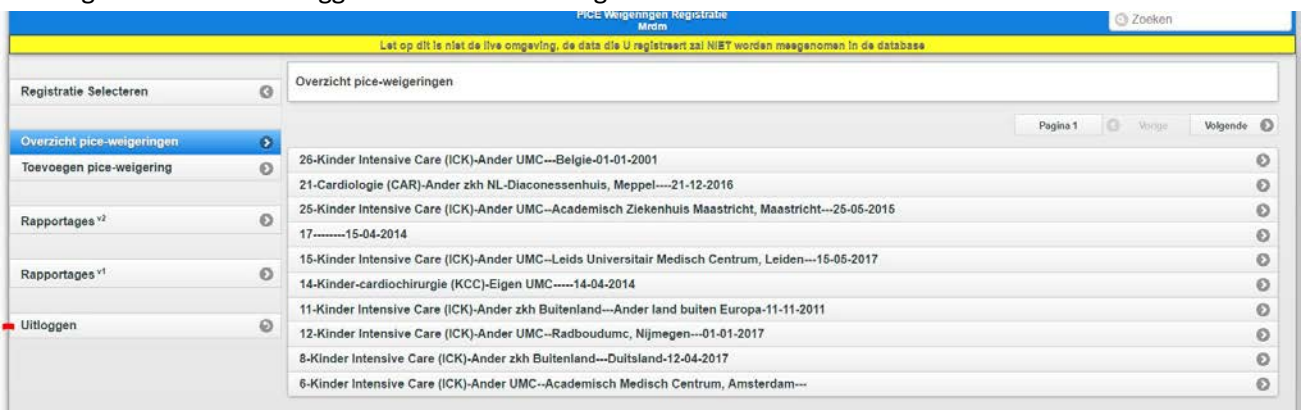 PICE Weigeringen Registratie
Mrdm
Zoeken
Let op dit is niet de live omgeving, de data die U registreert zal NIET worden meegenomen in de database
Registratie Selecteren
Overzicht pice-weigeringen
Toevoegen pice-weigering
Rapportages v2
Rapportages v1
Uitloggen
Overzicht pice-weigeringen
Pagina 1
Vorige
Volgende
26-Kinder Intensive Care (ICK)-Ander UMC---Belgie-01-01-2001
21-Cardiologie (CAR)-Ander zkh NL-Diaconessenhuis, Meppel----21-12-2016
25-Kinder Intensive Care (ICK)-Ander UMC--Academisch Ziekenhuis Maastricht, Maastricht---25-05-2015
17--------15-04-2014
15-Kinder Intensive Care (ICK)-Ander UMC--Leids Universitair Medisch Centrum, Leiden---15-05-2017
14-Kinder-cardiochirurgie (KCC)-Eigen UMC-----14-04-2014
11-Kinder Intensive Care (ICK)-Ander zkh Buitenland---Ander land buiten Europa-11-11-2011
12-Kinder Intensive Care (ICK)-Ander UMC--Radboudumc, Nijmegen---01-01-2017
8-Kinder Intensive Care (ICK)-Ander zkh Buitenland---Duitsland-12-04-2017
6-Kinder Intensive Care (ICK)-Ander UMC--Academisch Medisch Centrum, Amsterdam---